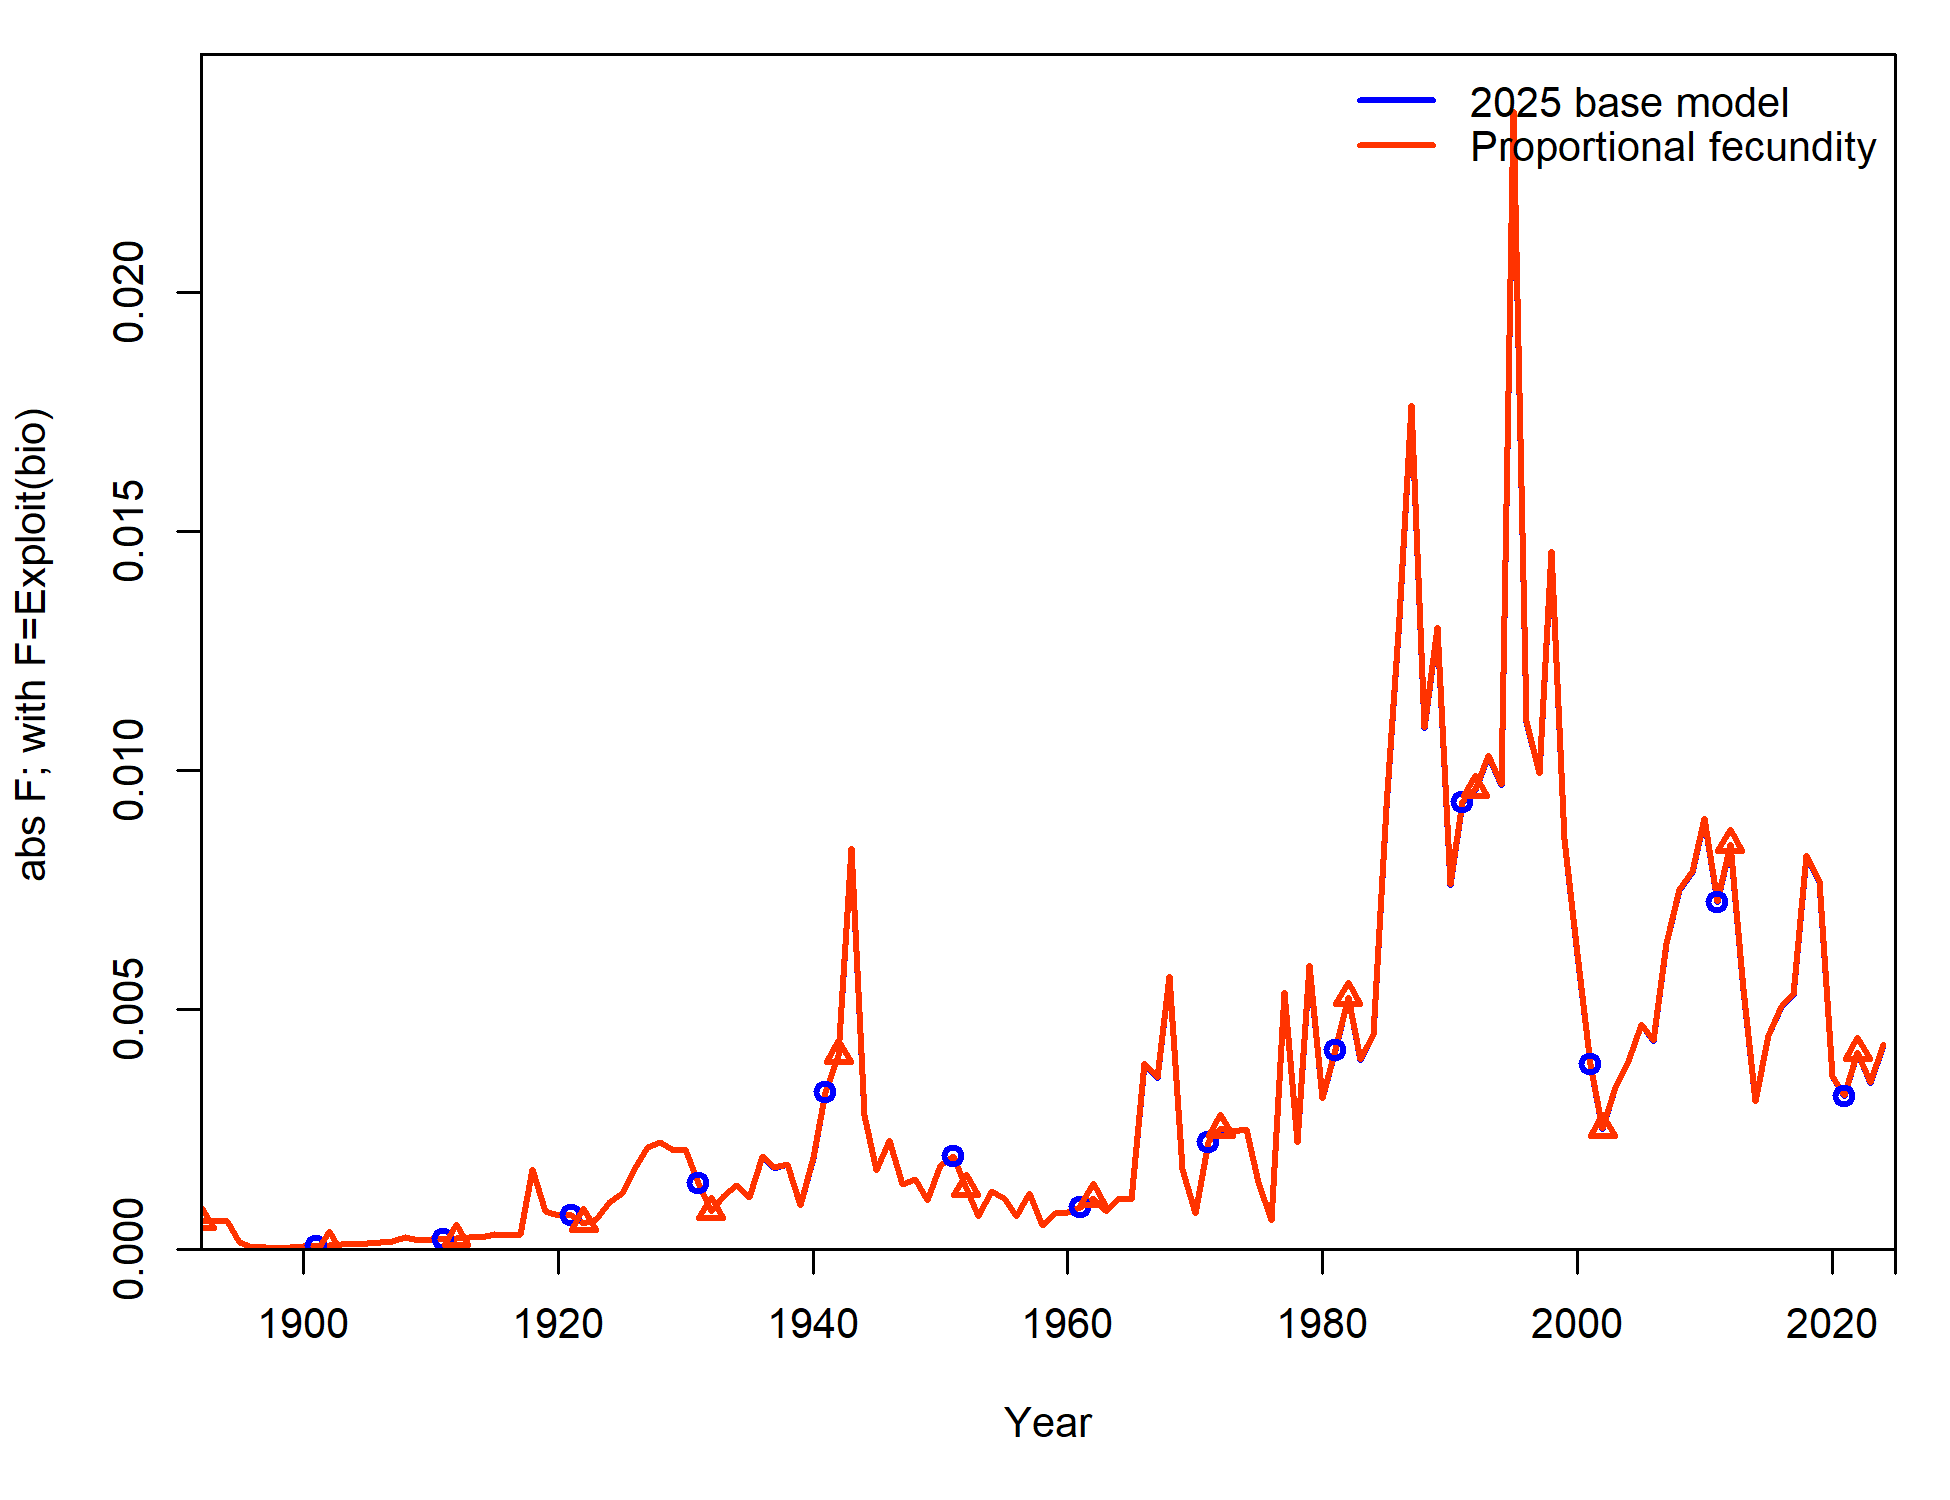 2025 base model
Proportional fecundity
abs F; with F=Exploit(bio)
0.020
0.015
0.010
0.005
0.000
1900 1920 1940 1960 1980 2000 2020
Year